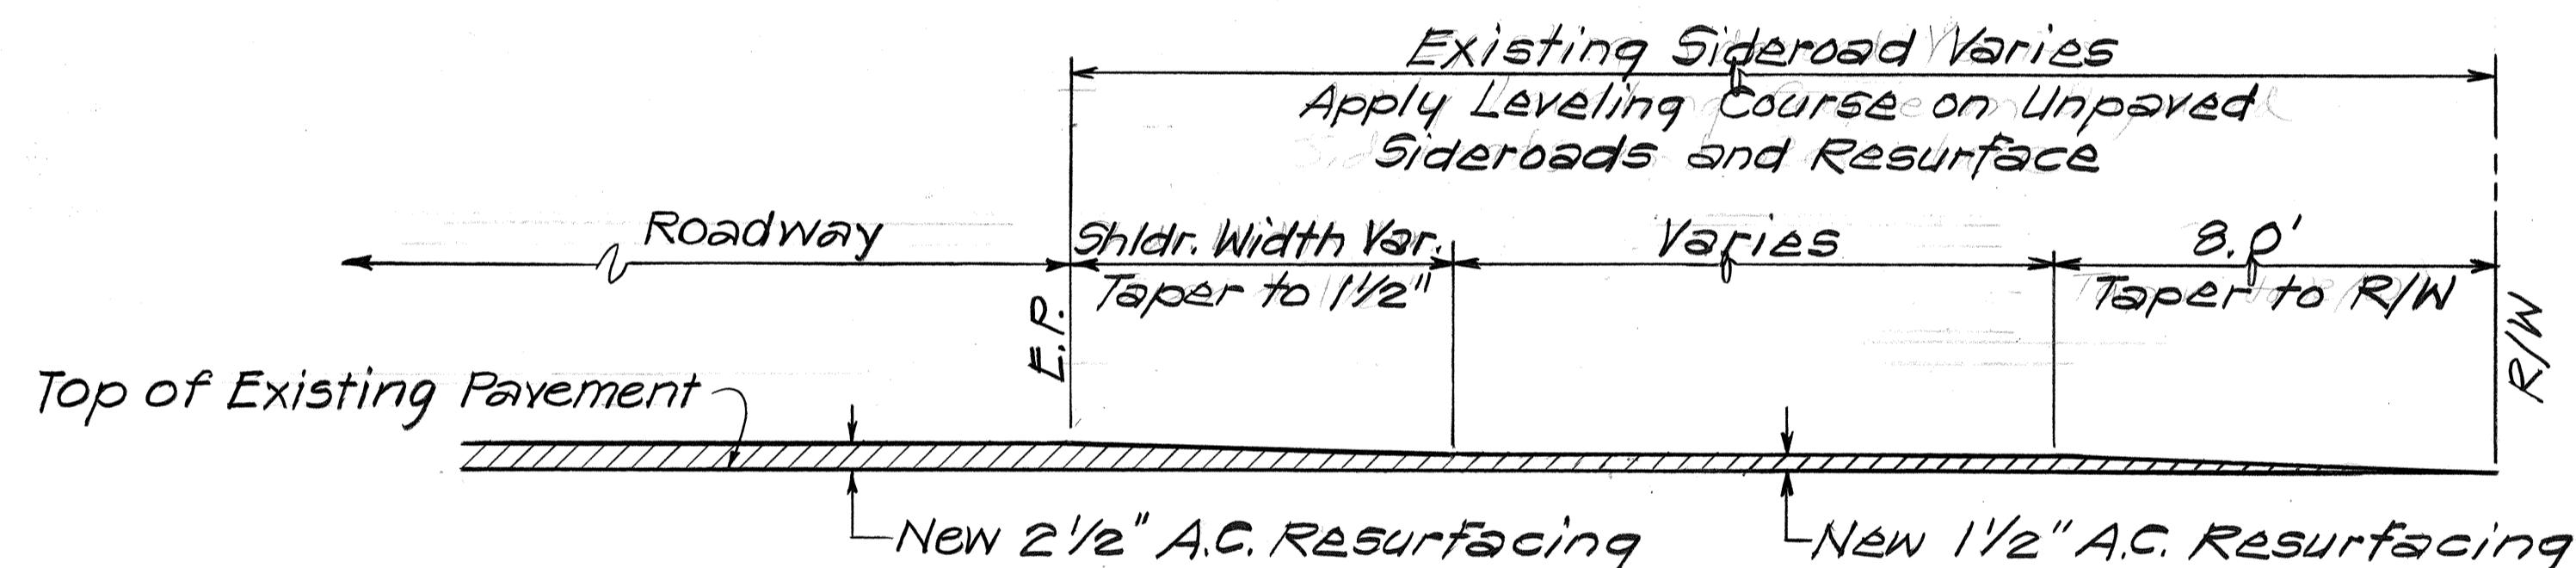 Existing Sideroad Varies
Apply Leveling Course on Unpaved
Sideroads and Resurface
Roadway
Shldr. Width Var.
Taper to 1½"
Varies
8.0'
Taper to R/W
E.P.
R/W
Top of Existing Pavement
New 2½" A.C. Resurfacing
New 1½" A.C. Resurfacing